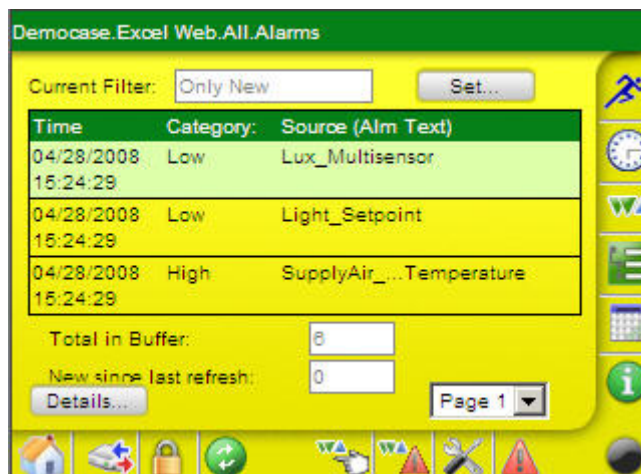 Democase.Excel Web.All.Alarms
Current Filter: Only New Set...
Time Category: Source (Alm Text)
04/28/2008 Low Lux_Multisensor
15:24:29
04/28/2008 Low Light_Setpoint
15:24:29
04/28/2008 High SupplyAir_...Temperature
15:24:29
Total in Buffer: 6
New since last refresh: 0
Details... Page 1